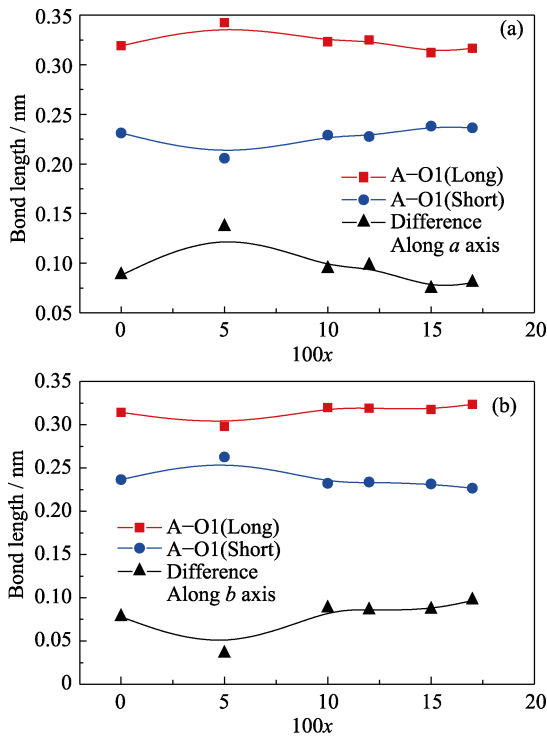 (a)
0.35
0.30
0.25
0.20
0.15
0.10
0.05
Bond length / nm
A−O1(Long)
A−O1(Short)
Difference
Along a axis
0 5 10 15 20
100x
(b)
0.35
0.30
0.25
0.20
0.15
0.10
0.05
0
Bond length / nm
A−O1(Long)
A−O1(Short)
Difference
Along b axis
0 5 10 15 20
100x